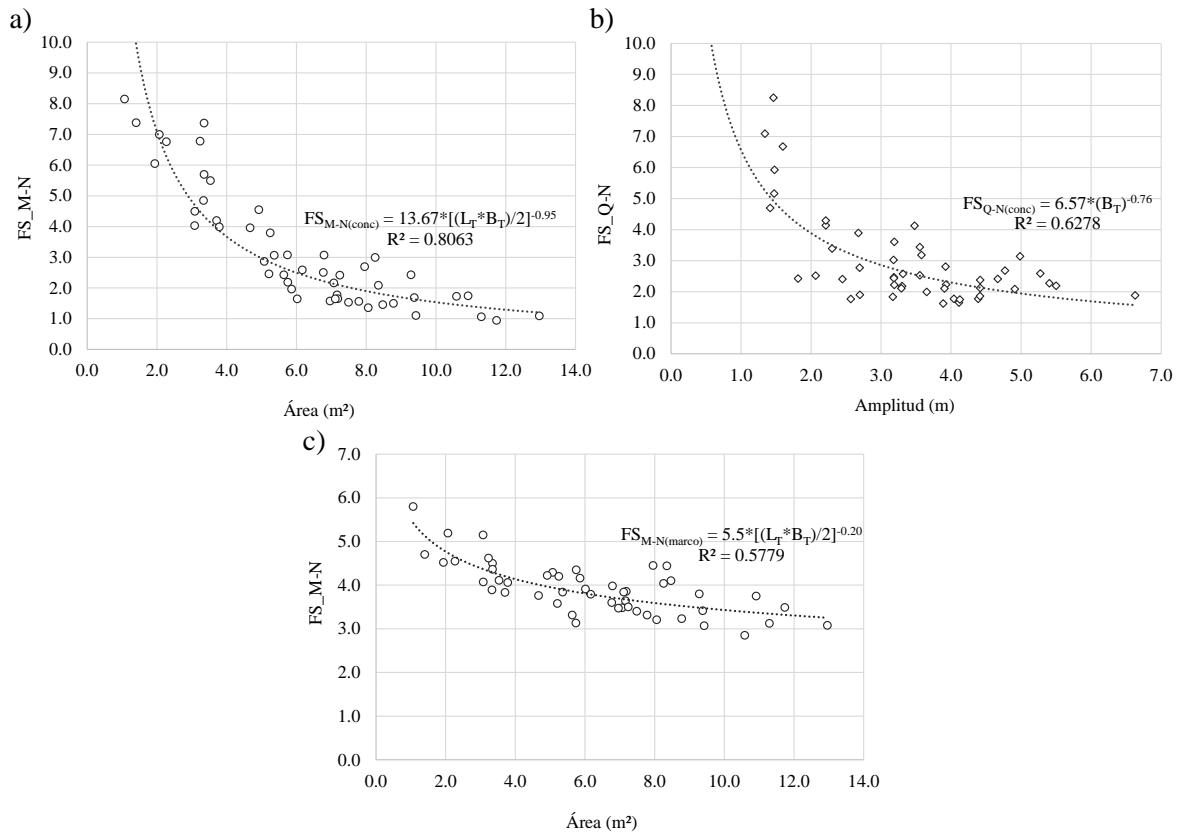 a)
FS_M-N
10.0
9.0
8.0
7.0
6.0
5.0
4.0
3.0
2.0
1.0
0.0
FS_M-N(conc) = 13.67*[(L_T*B_T)/2]^-0.95
R² = 0.8063
0.0 2.0 4.0 6.0 8.0 10.0 12.0 14.0
Área (m²)
b)
FS_Q-N
10.0
9.0
8.0
7.0
6.0
5.0
4.0
3.0
2.0
1.0
0.0
FS_Q-N(conc) = 6.57*(B_T)^-0.76
R² = 0.6278
0.0 1.0 2.0 3.0 4.0 5.0 6.0 7.0
Amplitud (m)
c)
FS_M-N
7.0
6.0
5.0
4.0
3.0
2.0
1.0
0.0
FS_M-N(marco) = 5.5*[(L_T*B_T)/2]^-0.20
R² = 0.5779
0.0 2.0 4.0 6.0 8.0 10.0 12.0 14.0
Área (m²)